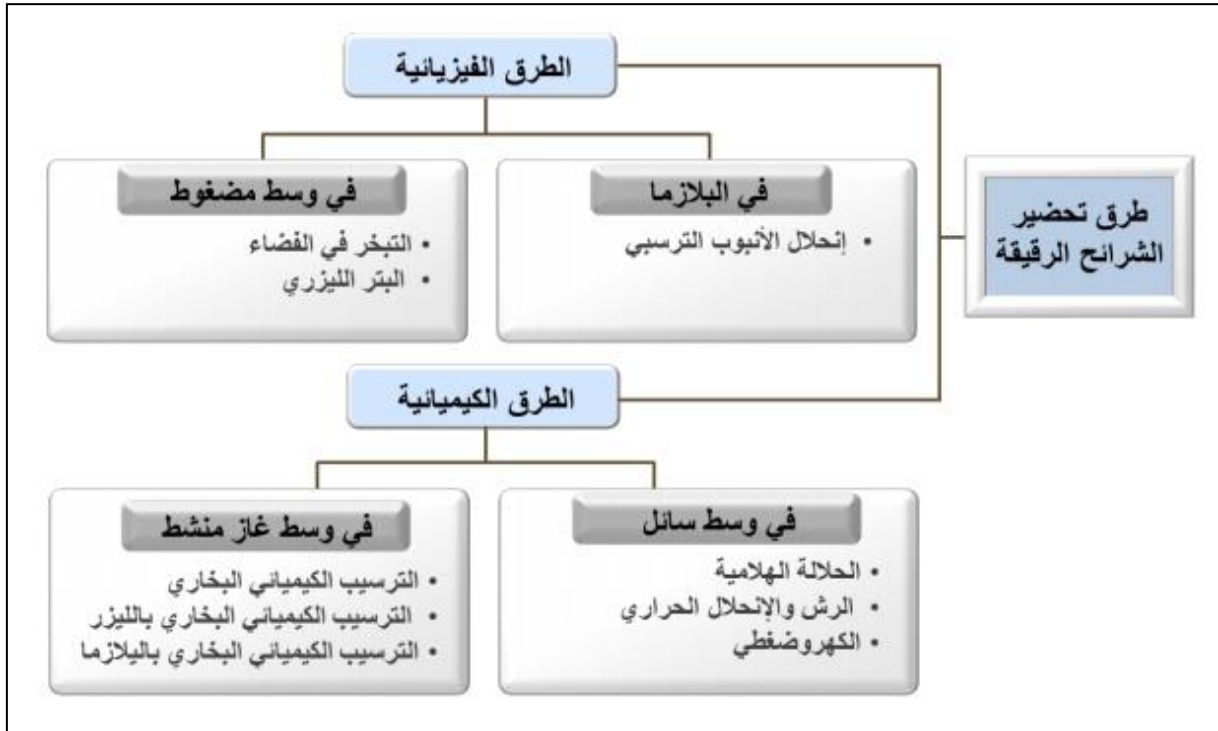 طرق تحضير
الشرائح الرقيقة
الطرق الفيزيائية
في البلازما
• إنحلال الأنبوب الترسبي
في وسط مضغوط
• التبخر في الفضاء
• البتر الليزري
الطرق الكيميائية
في وسط سائل
• الحلالة الهلامية
• الرش والإنحلال الحراري
• الكهروضغطي
في وسط غاز منشط
• الترسيب الكيميائي البخاري
• الترسيب الكيميائي البخاري بالليزر
• الترسيب الكيميائي البخاري باليلازما